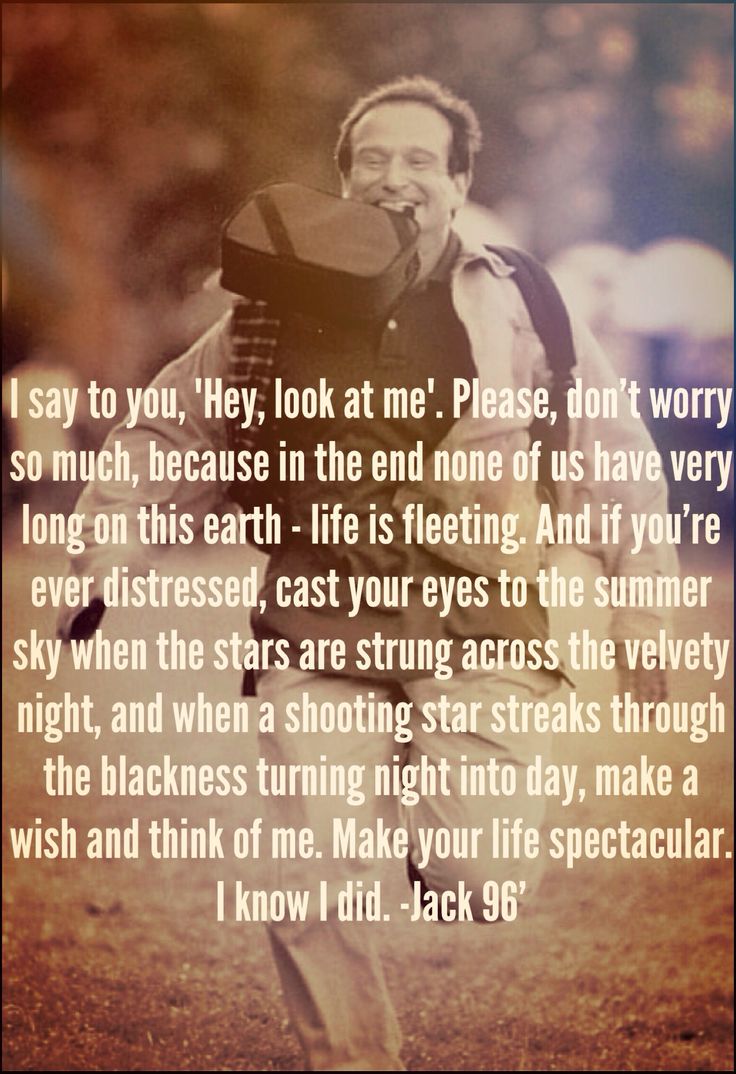 I say to you, 'Hey, look at me'. Please, don’t worry
so much, because in the end none of us have very
long on this earth - life is fleeting. And if you’re
ever distressed, cast your eyes to the summer
sky when the stars are strung across the velvety
night, and when a shooting star streaks through
the blackness turning night into day, make a
wish and think of me. Make your life spectacular.
I know I did. -Jack 96’